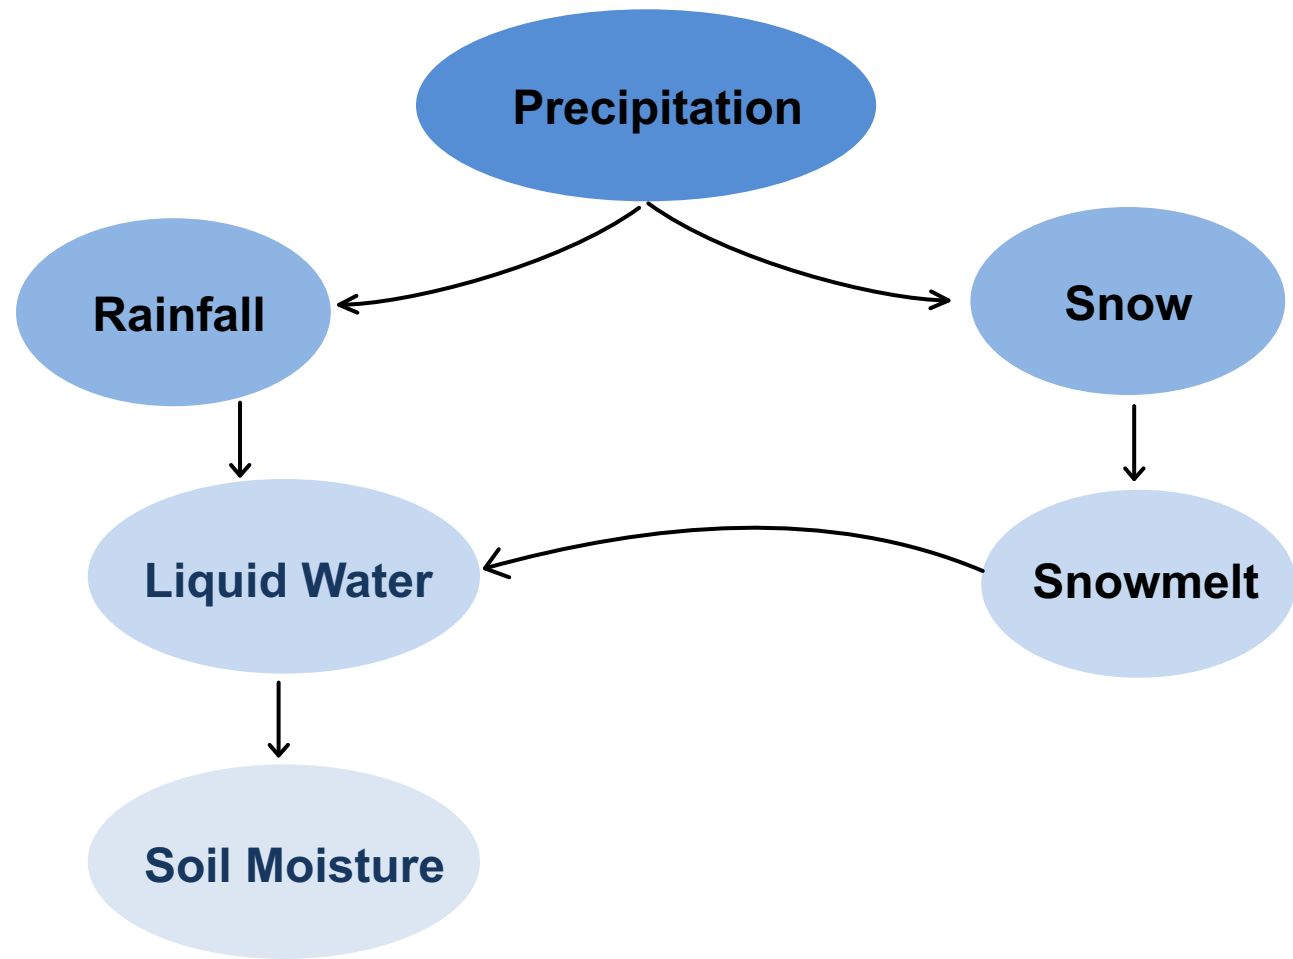 Precipitation
Rainfall
Snow
Liquid Water
Snowmelt
Soil Moisture